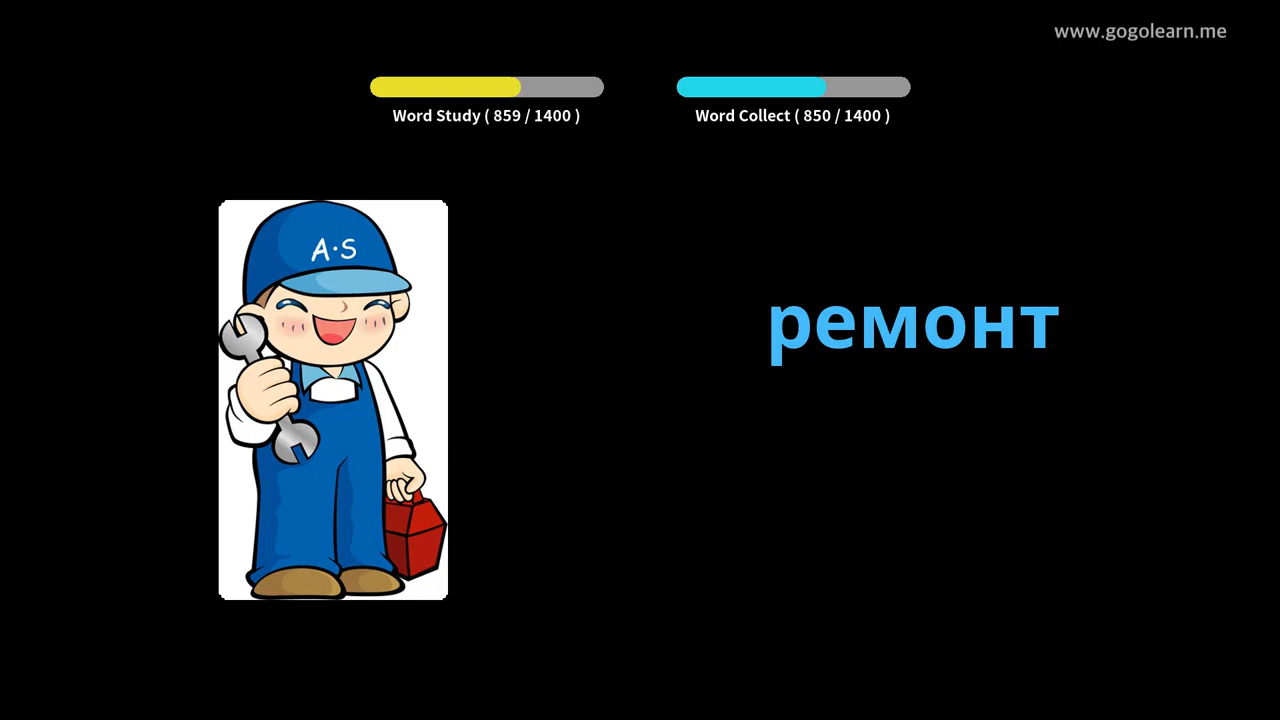 www.gogolearn.me
Word Study ( 859 / 1400 )
Word Collect ( 850 / 1400 )
A·S
ремонт